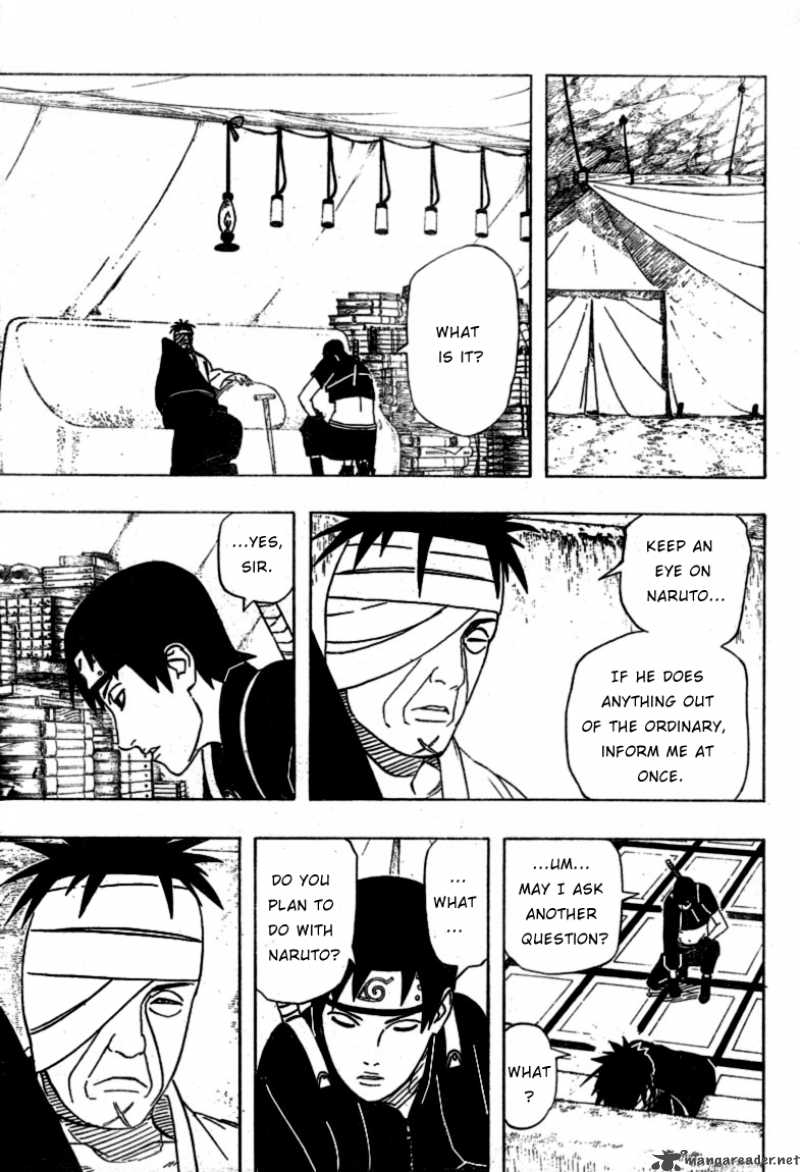 WHAT
IS IT?
KEEP AN
EYE ON
NARUTO...
IF HE DOES
ANYTHING OUT
OF THE ORDINARY,
INFORM ME AT
ONCE.
...YES,
SIR.
...UM...
MAY I ASK
ANOTHER
QUESTION?
WHAT
?
...
WHAT
...
DO YOU
PLAN TO
DO WITH
NARUTO?
mangareader.net